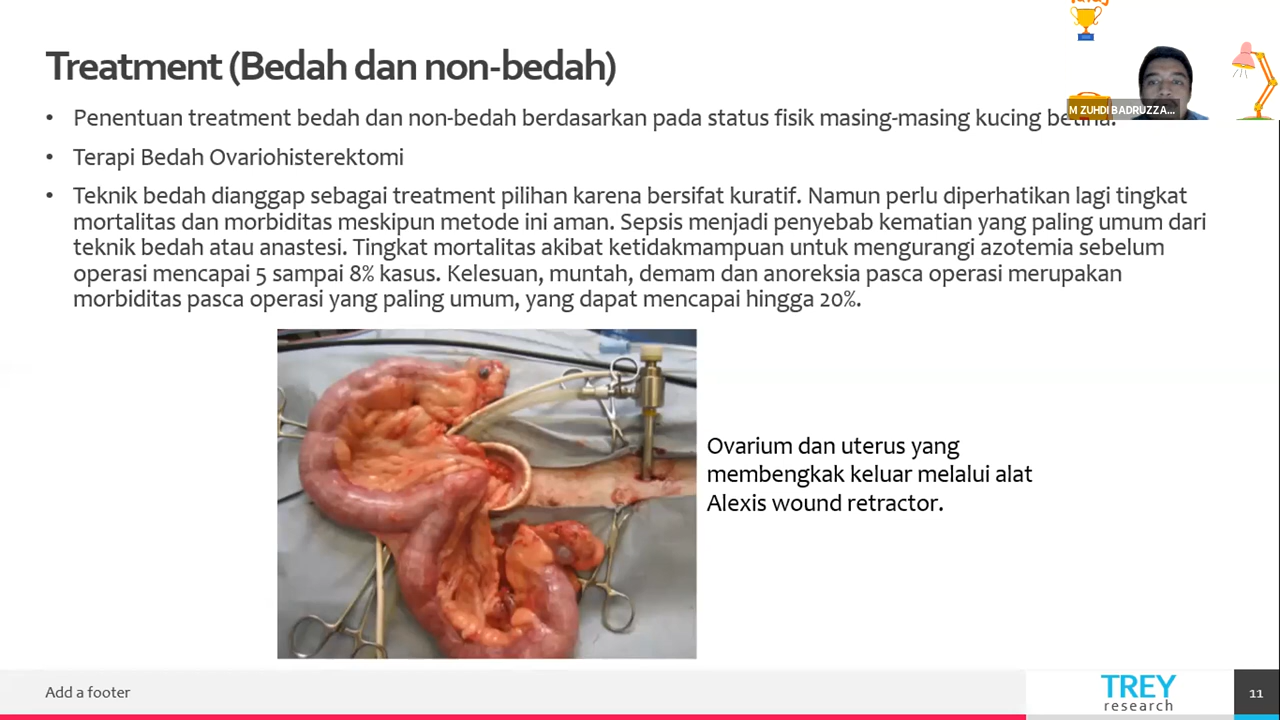 Treatment (Bedah dan non-bedah)
M ZUHDI BADRUZZA...
• Penentuan treatment bedah dan non-bedah berdasarkan pada status fisik masing-masing kucing betina.
• Terapi Bedah Ovariohisterektomi
• Teknik bedah dianggap sebagai treatment pilihan karena bersifat kuratif. Namun perlu diperhatikan lagi tingkat
mortalitas dan morbiditas meskipun metode ini aman. Sepsis menjadi penyebab kematian yang paling umum dari
teknik bedah atau anastesi. Tingkat mortalitas akibat ketidakmampuan untuk mengurangi azotemia sebelum
operasi mencapai 5 sampai 8% kasus. Kelesuan, muntah, demam dan anoreksia pasca operasi merupakan
morbiditas pasca operasi yang paling umum, yang dapat mencapai hingga 20%.
Ovarium dan uterus yang
membengkak keluar melalui alat
Alexis wound retractor.
Add a footer
TREY
research
11